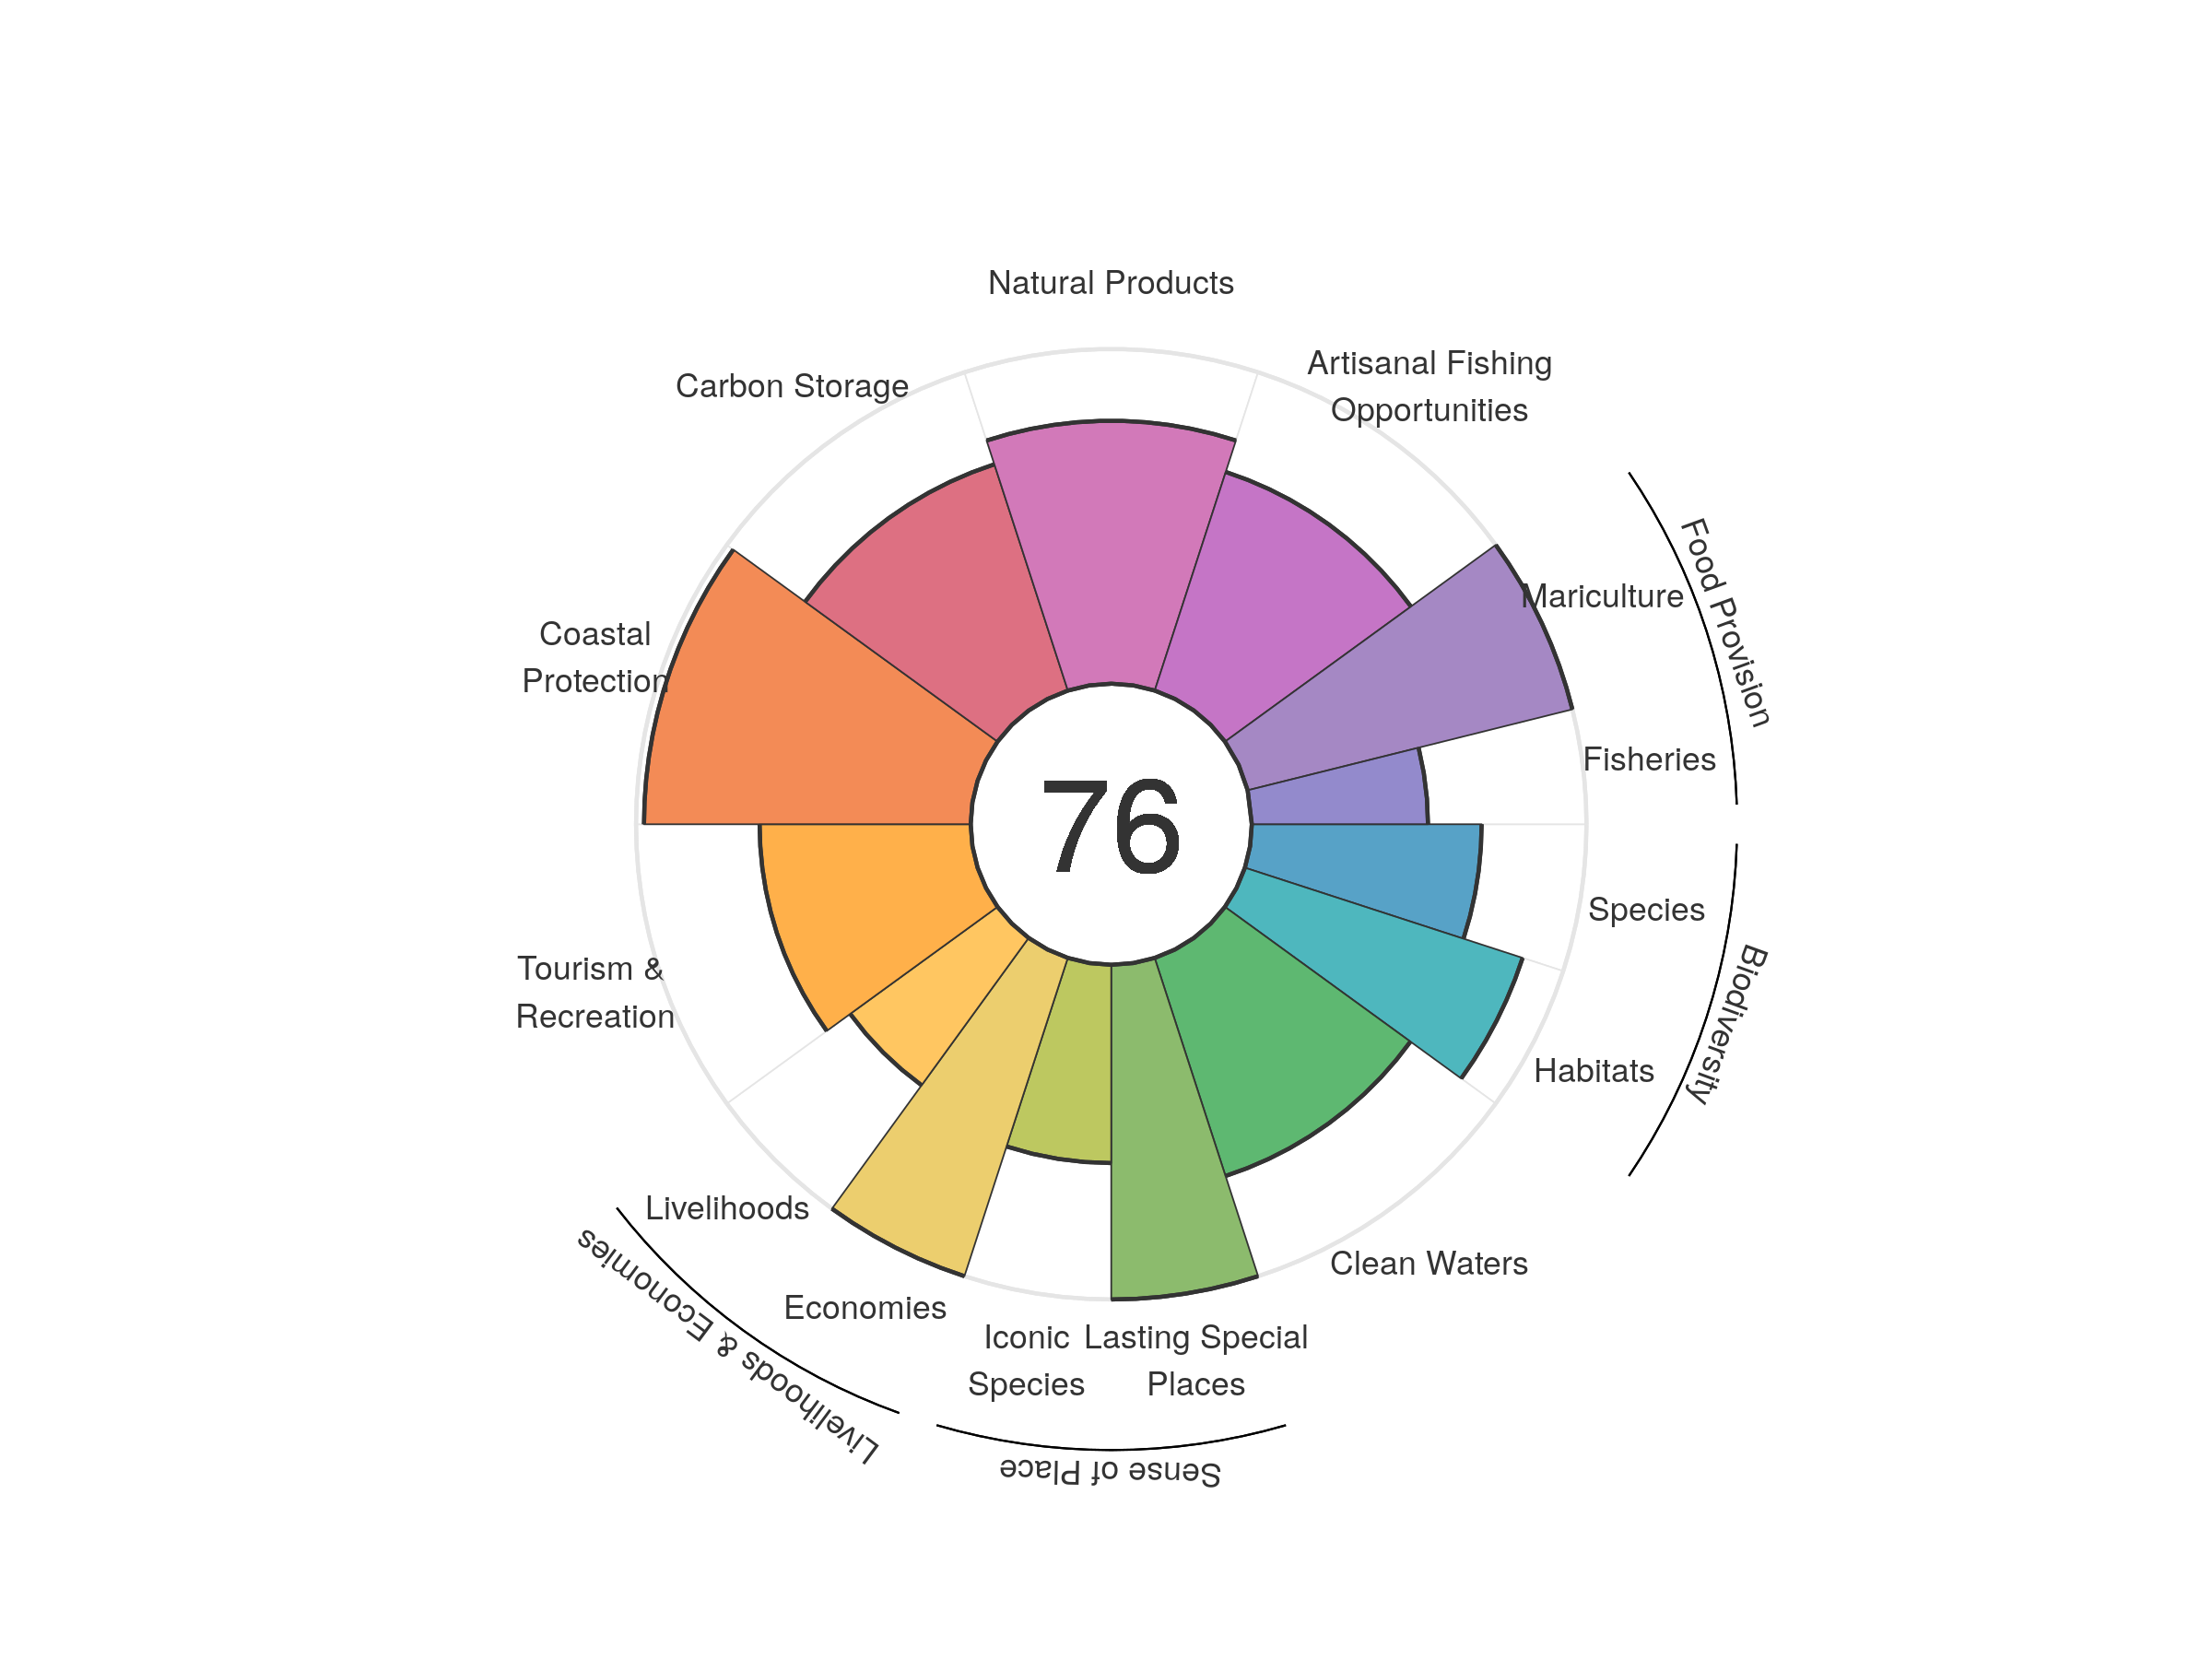 Natural Products
Artisanal Fishing
Opportunities
Carbon Storage
Food Provision
Mariculture
Coastal
Protection
Fisheries
76
Species
Biodiversity
Tourism &
Recreation
Habitats
Livelihoods
Livelihoods & Economies
Clean Waters
Economies
Iconic
Species
Lasting Special
Places
Sense of Place